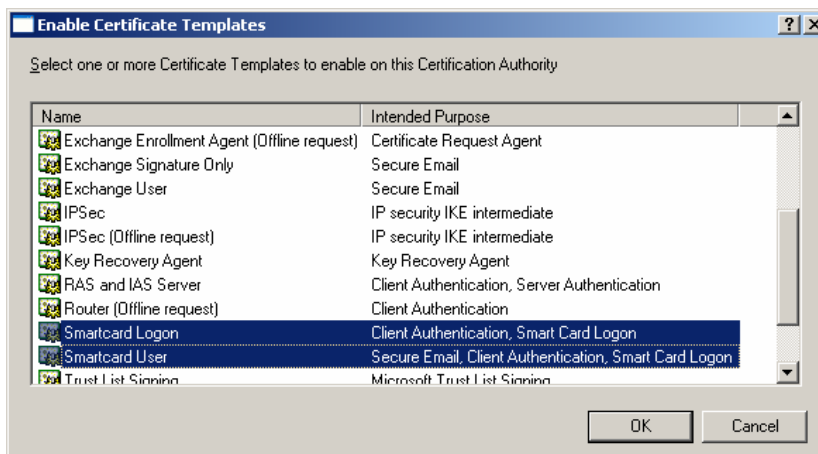 Enable Certificate Templates
Select one or more Certificate Templates to enable on this Certification Authority
Name Intended Purpose
Exchange Enrollment Agent (Offline request) Certificate Request Agent
Exchange Signature Only Secure Email
Exchange User Secure Email
IPSec IP security IKE intermediate
IPSec (Offline request) IP security IKE intermediate
Key Recovery Agent Key Recovery Agent
RAS and IAS Server Client Authentication, Server Authentication
Router (Offline request) Client Authentication
Smartcard Logon Client Authentication, Smart Card Logon
Smartcard User Secure Email, Client Authentication, Smart Card Logon
Trust List Signing Microsoft Trust List Signing
OK Cancel